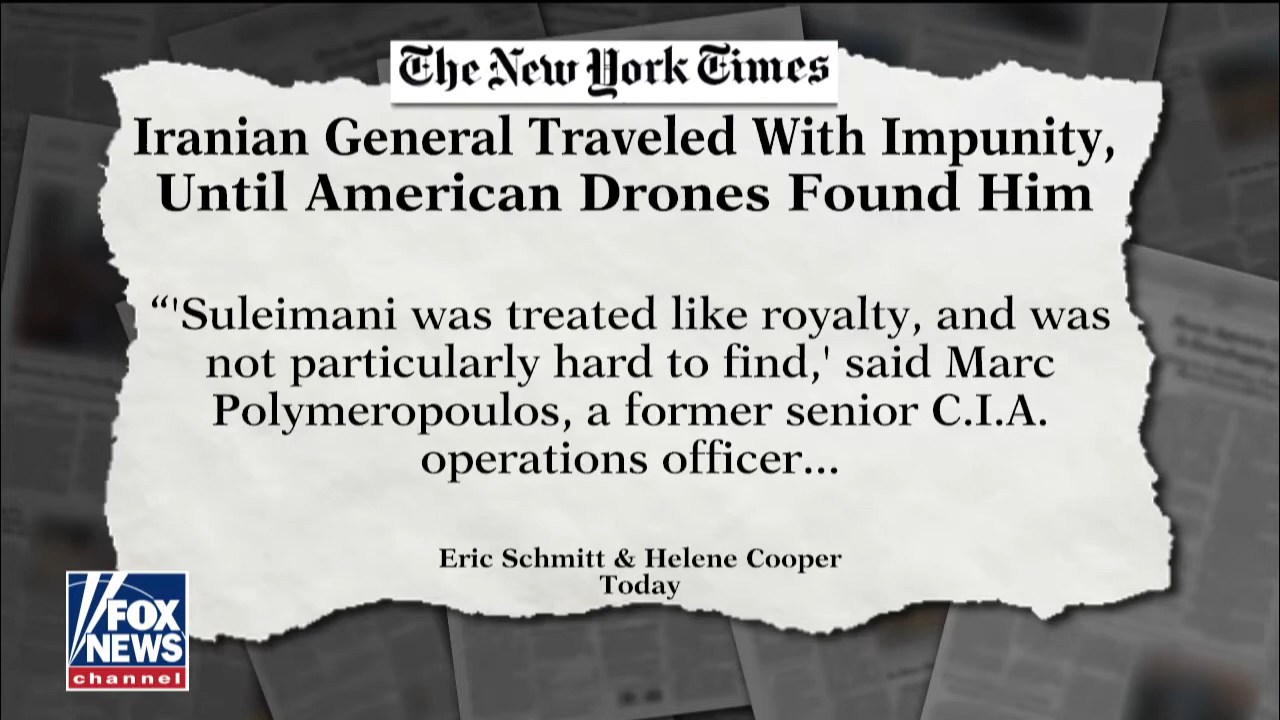 The New York Times
Iranian General Traveled With Impunity,
Until American Drones Found Him
“'Suleimani was treated like royalty, and was
not particularly hard to find,' said Marc
Polymeropoulos, a former senior C.I.A.
operations officer...
Eric Schmitt & Helene Cooper
Today
FOX
NEWS
channel